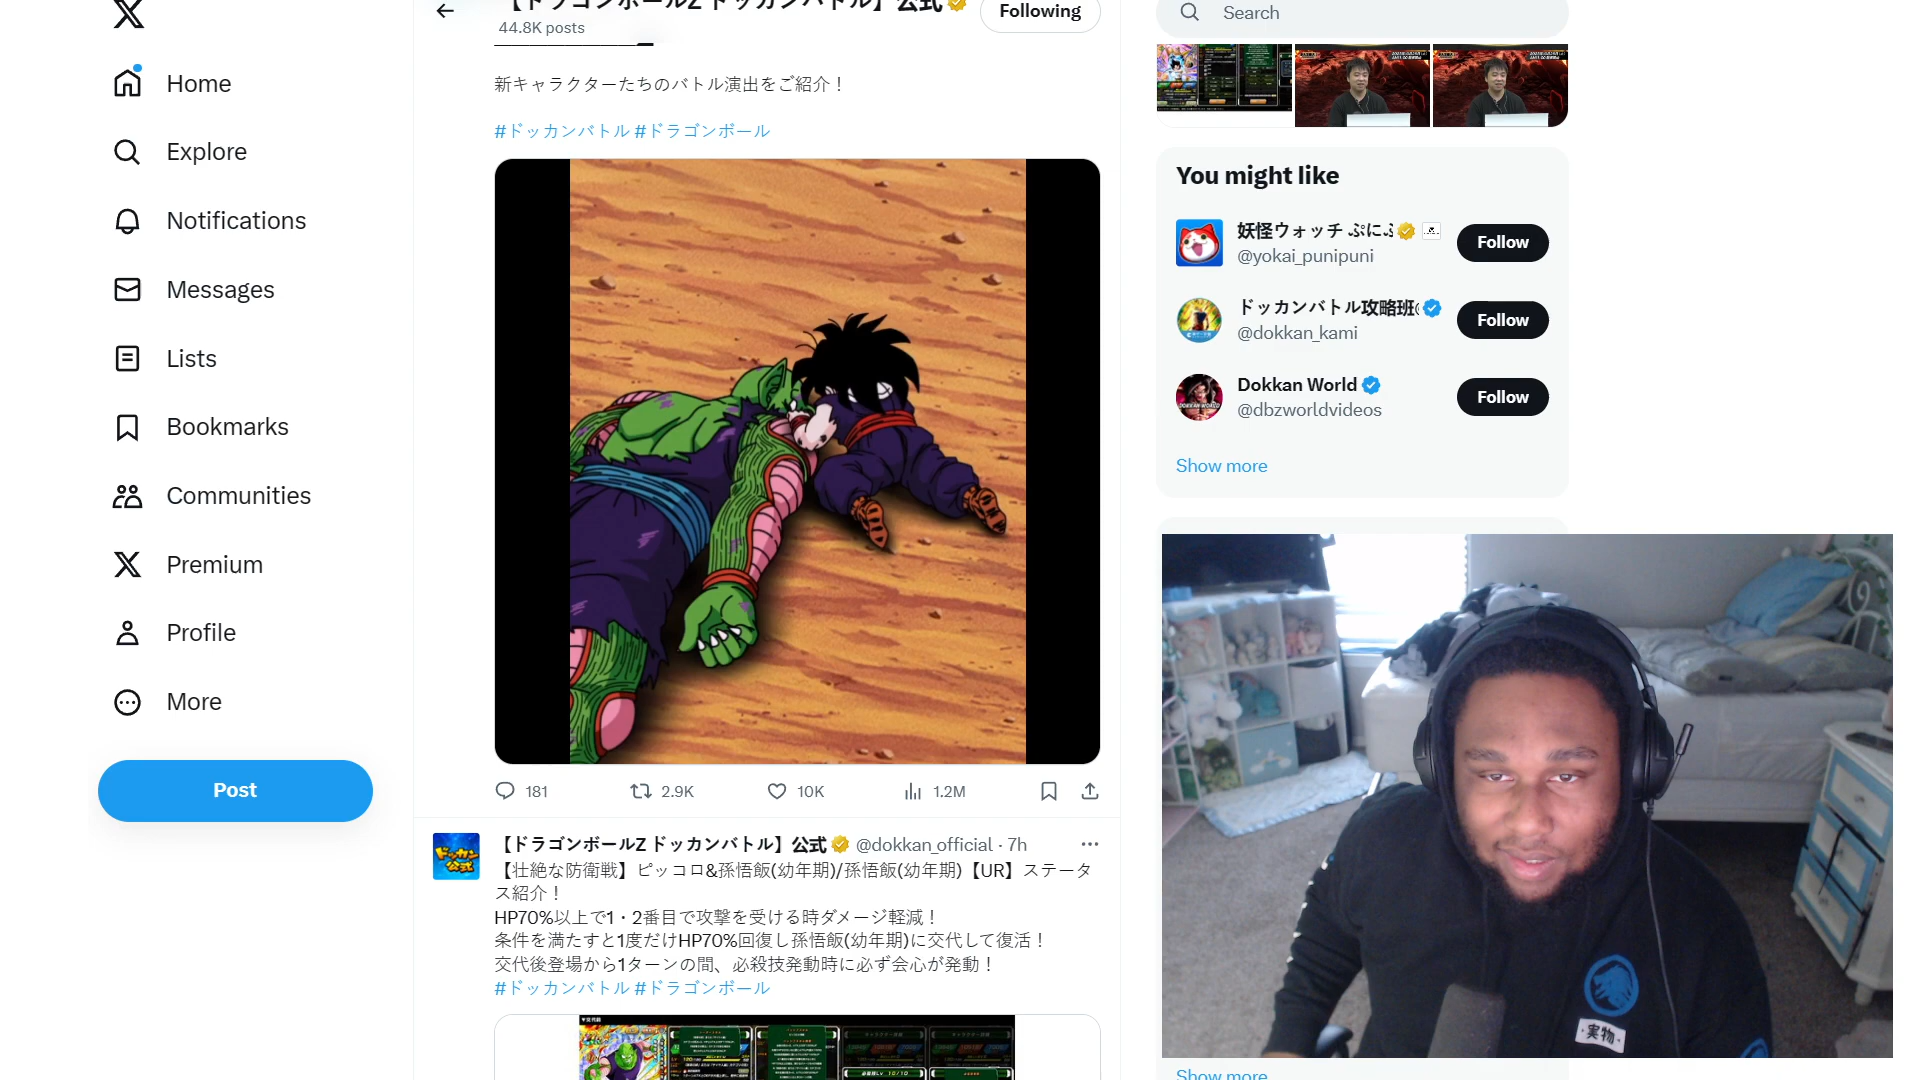 【ドラゴンボールZ ドッカンバトル】公式
44.8K posts
Following
Search
Home
Explore
Notifications
Messages
Lists
Bookmarks
Communities
Premium
Profile
More
Post
新キャラクターたちのバトル演出をご紹介！
#ドッカンバトル #ドラゴンボール
181
2.9K
10K
1.2M
【ドラゴンボールZ ドッカンバトル】公式 @dokkan_official · 7h
【壮絶な防衛戦】ピッコロ&孫悟飯(幼年期)/孫悟飯(幼年期)【UR】ステータ
ス紹介！
HP70%以上で1・2番目で攻撃を受ける時ダメージ軽減！
条件を満たすと1度だけHP70%回復し孫悟飯(幼年期)に交代して復活！
交代後登場から1ターンの間、必殺技発動時に必ず会心が発動！
#ドッカンバトル #ドラゴンボール
ドッカン
公式
You might like
妖怪ウォッチ ぷにぷ
@yokai_punipuni
Follow
ドッカンバトル攻略班
@dokkan_kami
Follow
Dokkan World
@dbzworldvideos
Follow
Show more
実物
Show more